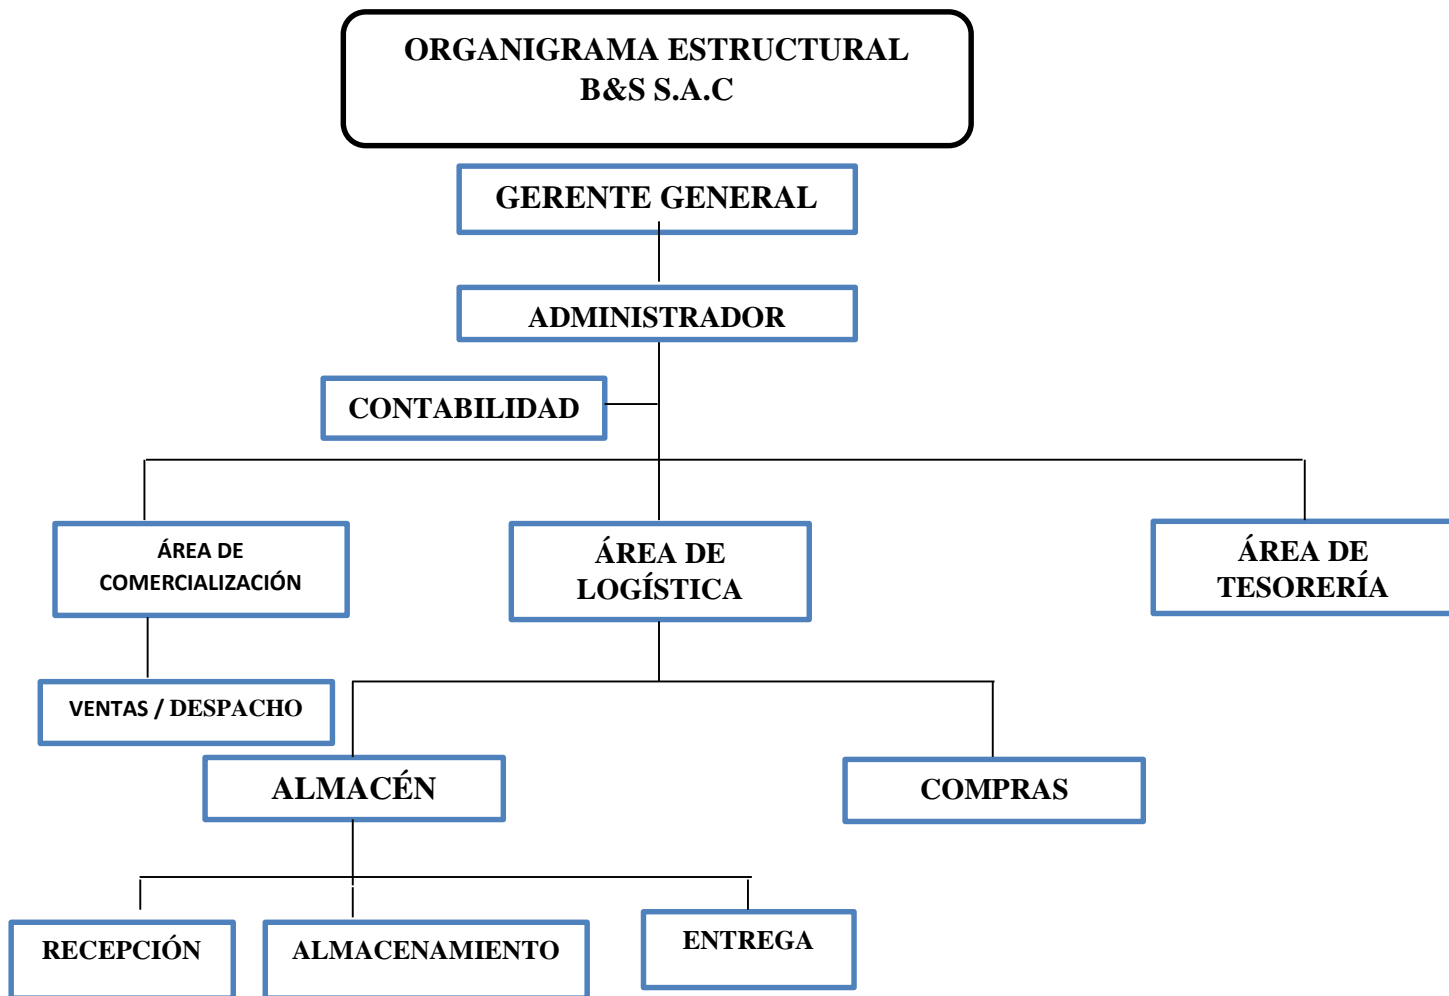 ORGANIGRAMA ESTRUCTURAL
B&S S.A.C
GERENTE GENERAL
ADMINISTRADOR
CONTABILIDAD
ÁREA DE
COMERCIALIZACIÓN
ÁREA DE
LOGÍSTICA
ÁREA DE
TESORERÍA
VENTAS / DESPACHO
ALMACÉN
COMPRAS
RECEPCIÓN
ALMACENAMIENTO
ENTREGA